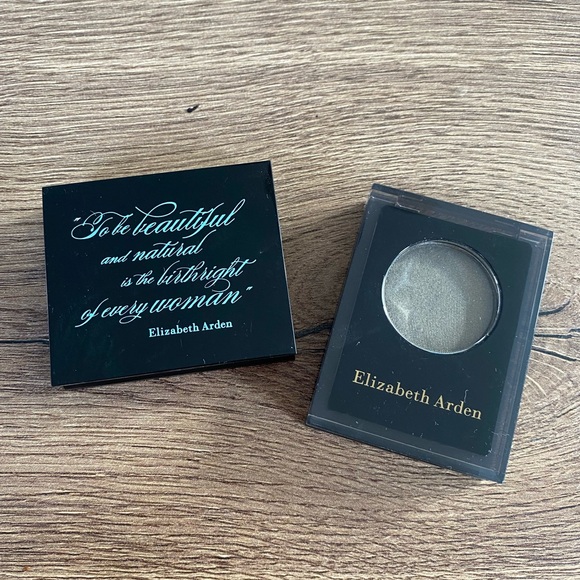 "To be beautiful
and natural
is the birthright
of every woman"
Elizabeth Arden
Elizabeth Arden